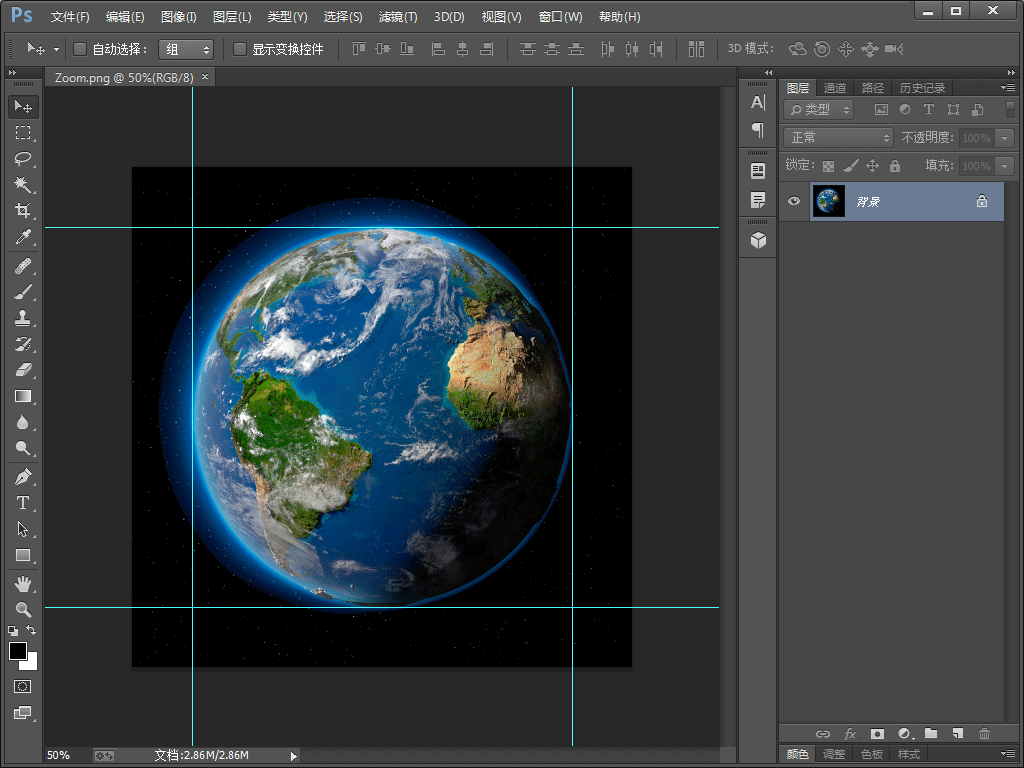 Ps 文件(F) 编辑(E) 图像(I) 图层(L) 类型(Y) 选择(S) 滤镜(T) 3D(D) 视图(V) 窗口(W) 帮助(H)
自动选择： 组 显示变换控件 3D 模式：
Zoom.png @ 50%(RGB/8) ×
图层 通道 路径 历史记录
类型
正常 不透明度: 100%
锁定: 填充: 100%
背景
fx
50% 文档:2.86M/2.86M
颜色 调整 色板 样式